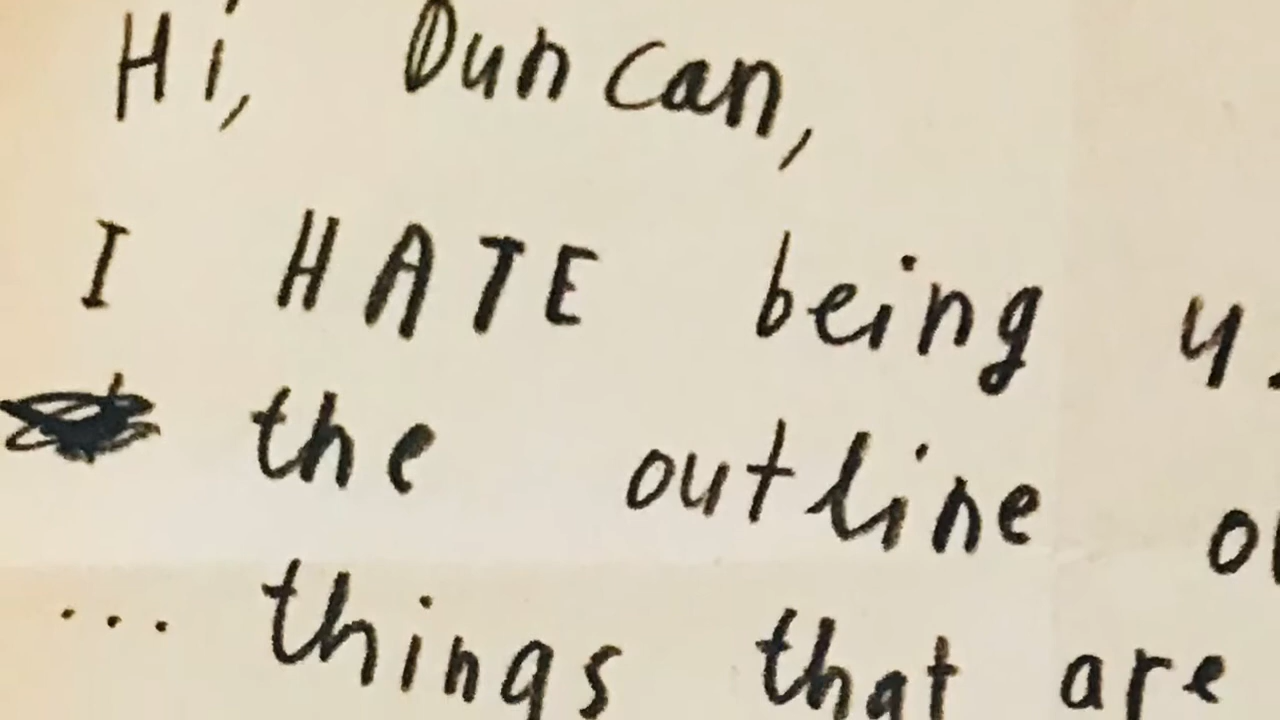 Hi, Duncan,
I HATE being
the outline
... things that are